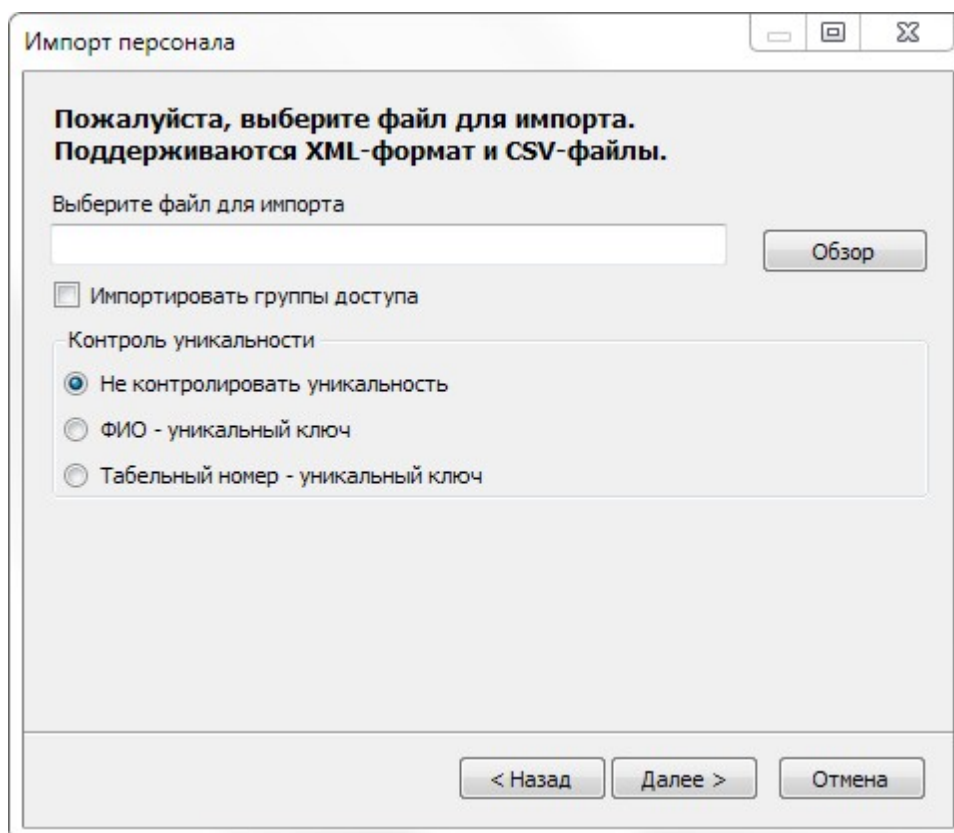 Импорт персонала
Пожалуйста, выберите файл для импорта.
Поддерживаются XML-формат и CSV-файлы.
Выберите файл для импорта
Обзор
Импортировать группы доступа
Контроль уникальности
Не контролировать уникальность
ФИО - уникальный ключ
Табельный номер - уникальный ключ
< Назад
Далее >
Отмена